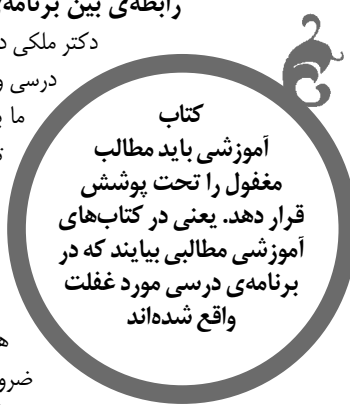 رابطه‌ی بین برنامه‌ی
دکتر ملکی د
درسی و
ما ب
کتاب
آموزشی باید مطالب
مغفول را تحت پوشش
قرار دهد. یعنی در کتاب‌های
آموزشی مطالبی بیایند که در
برنامه‌ی درسی مورد غفلت
واقع شده‌اند
ضرو